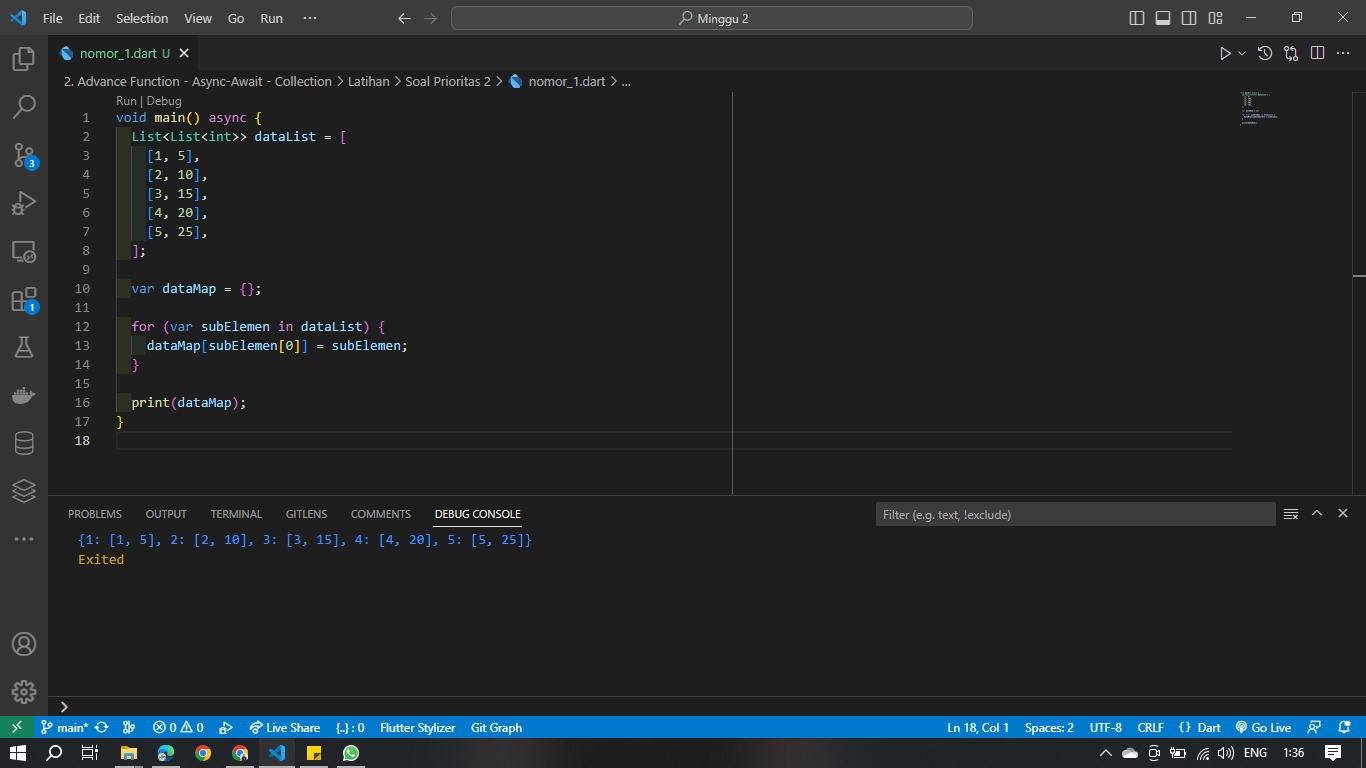 File Edit Selection View Go Run ··· Minggu 2
nomor_1.dart U
2. Advance Function - Async-Await - Collection > Latihan > Soal Prioritas 2 > nomor_1.dart > ...
Run | Debug
1 void main() async {
2 List<List<int>> dataList = [
3 [1, 5],
4 [2, 10],
5 [3, 15],
6 [4, 20],
7 [5, 25],
8 ];
9
10 var dataMap = {};
11
12 for (var subElemen in dataList) {
13 dataMap[subElemen[0]] = subElemen;
14 }
15
16 print(dataMap);
17 }
18
3
1
PROBLEMS OUTPUT TERMINAL GITLENS COMMENTS DEBUG CONSOLE Filter (e.g. text, !exclude)
{1: [1, 5], 2: [2, 10], 3: [3, 15], 4: [4, 20], 5: [5, 25]}
Exited
main* 0 0 Live Share {..} : 0 Flutter Stylizer Git Graph Ln 18, Col 1 Spaces: 2 UTF-8 CRLF {} Dart Go Live
ENG 1:36